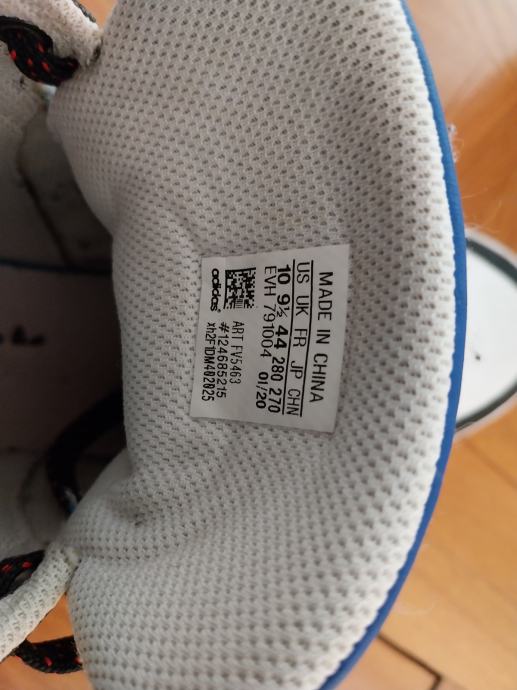 MADE IN CHINA
US UK FR JP CHN
10 9½ 44 280 270
EVH 791004 01/20
adidas
ART FV5463
#124685215
xh2F1DM402025